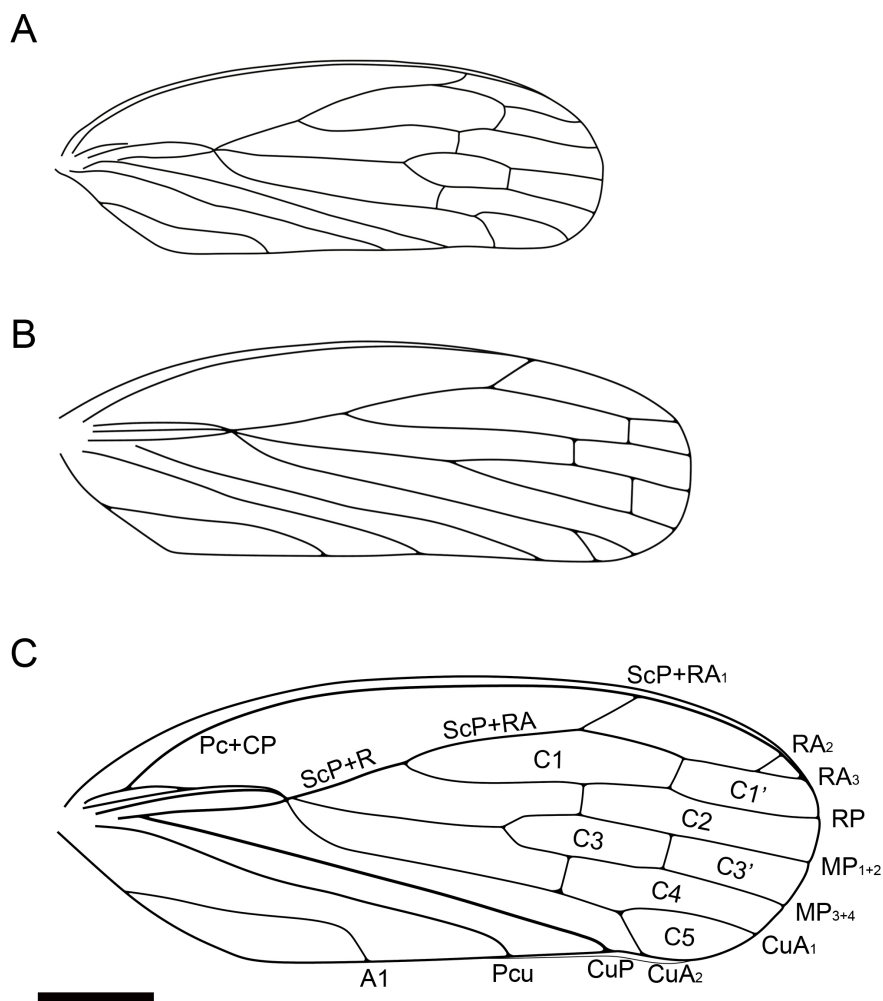 A
B
C
ScP+RA₁
Pc+CP
ScP+R
ScP+RA
RA₂
RA₃
C1
C1’
RP
C2
C3
C3’
MP₁₊₂
C4
MP₃₊₄
C5
CuA₁
A1
Pcu
CuP
CuA₂